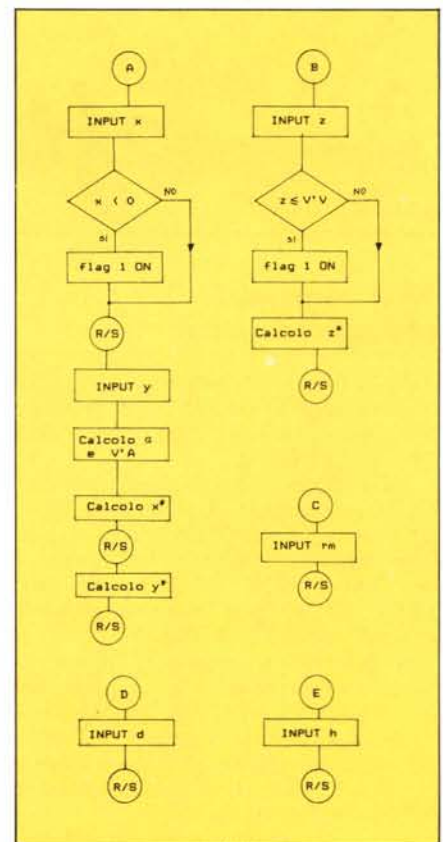 A
INPUT x
x < 0
NO
SI
flag 1 ON
R/S
INPUT y
Calcolo α
e V'A
Calcolo x*
R/S
Calcolo y*
R/S
B
INPUT z
z ≤ V'V
NO
SI
flag 1 ON
Calcolo z*
R/S
C
INPUT rm
R/S
D
INPUT d
R/S
E
INPUT h
R/S